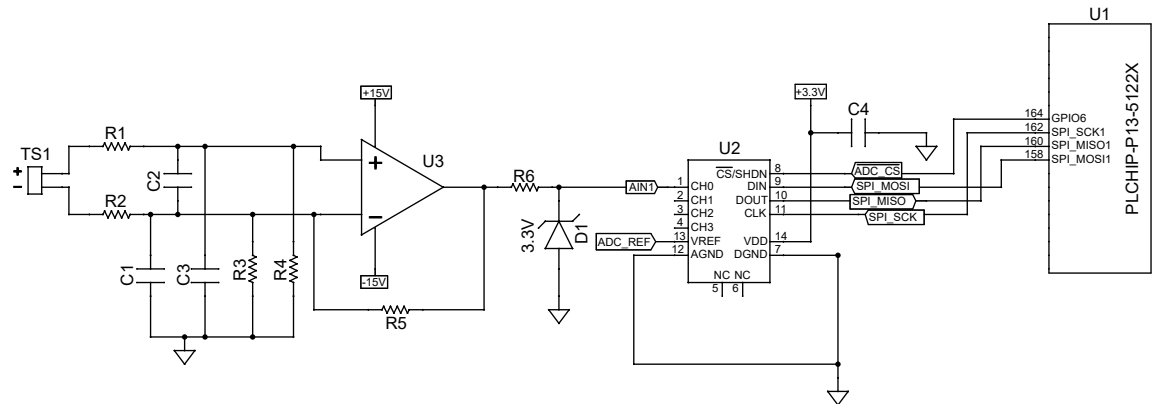 U1
PLCHIP-P13-5122X
164 GPIO6
162 SPI_SCK1
160 SPI_MISO1
158 SPI_MOSI1
+3.3V
C4
+15V
R1
TS1
+
-
C2
R2
+
-
U3
-15V
C1
C3
R3
R4
R5
R6
3.3V
D1
AIN1
ADC_REF
U2
1 CH0
2 CH1
3 CH2
4 CH3
13 VREF
12 AGND
CS/SHDN 8
DIN 9
DOUT 10
CLK 11
VDD 14
DGND 7
NC NC
5 6
ADC_CS
SPI_MOSI
SPI_MISO
SPI_SCK